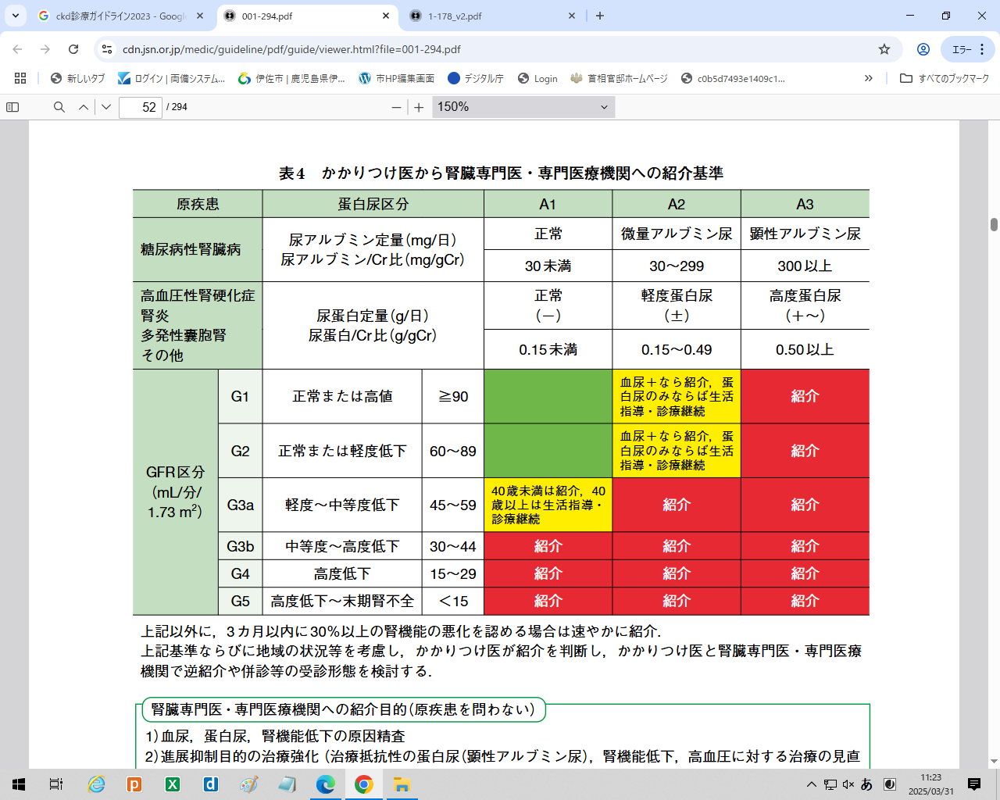 ckd診療ガイドライン2023 - Googl
001-294.pdf
1-178_v2.pdf
cdn.jsn.or.jp/medic/guideline/pdf/guide/viewer.html?file=001-294.pdf
エラー
新しいタブ
ログイン | 両備システム...
伊佐市 | 鹿児島県伊...
市HP編集画面
デジタル庁
Login
首相官邸ホームページ
c0b5d7493e1409c1...
すべてのブックマーク
52 / 294
150%
表4 かかりつけ医から腎臓専門医・専門医療機関への紹介基準
原疾患 蛋白尿区分 A1 A2 A3
糖尿病性腎臓病
尿アルブミン定量(mg/日)
尿アルブミン/Cr比(mg/gCr)
正常 微量アルブミン尿 顕性アルブミン尿
30未満 30〜299 300以上
高血圧性腎硬化症
腎炎
多発性囊胞腎
その他
尿蛋白定量(g/日)
尿蛋白/Cr比(g/gCr)
正常
(−)
軽度蛋白尿
(±)
高度蛋白尿
(+〜)
0.15未満 0.15〜0.49 0.50以上
GFR区分
(mL/分/
1.73 m²)
G1 正常または高値 ≧90
血尿+なら紹介,蛋
白尿のみならば生活
指導・診療継続
紹介
G2 正常または軽度低下 60〜89
血尿+なら紹介,蛋
白尿のみならば生活
指導・診療継続
紹介
G3a 軽度〜中等度低下 45〜59
40歳未満は紹介,40
歳以上は生活指導・
診療継続
紹介 紹介
G3b 中等度〜高度低下 30〜44 紹介 紹介 紹介
G4 高度低下 15〜29 紹介 紹介 紹介
G5 高度低下〜末期腎不全 <15 紹介 紹介 紹介
上記以外に,3カ月以内に30%以上の腎機能の悪化を認める場合は速やかに紹介.
上記基準ならびに地域の状況等を考慮し,かかりつけ医が紹介を判断し,かかりつけ医と腎臓専門医・専門医療
機関で逆紹介や併診等の受診形態を検討する.
腎臓専門医・専門医療機関への紹介目的(原疾患を問わない)
1)血尿,蛋白尿,腎機能低下の原因精査
2)進展抑制目的の治療強化(治療抵抗性の蛋白尿(顕性アルブミン尿),腎機能低下,高血圧に対する治療の見直
あ
11:23
2025/03/31